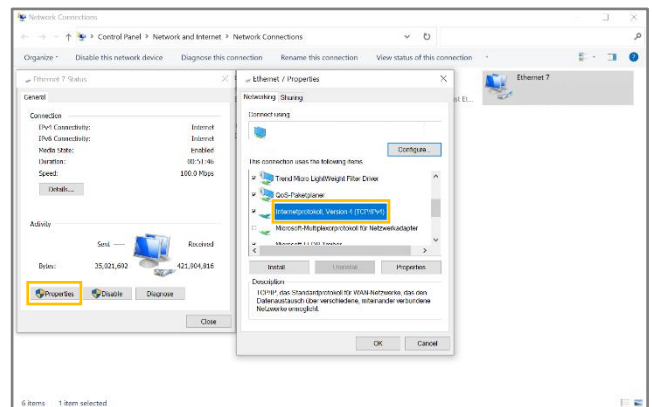 Network Connections
Control Panel > Network and Internet > Network Connections
Organize Disable this network device Diagnose this connection Rename this connection View status of this connection
Ethernet 7 Status
General
Connection
IPv4 Connectivity: Internet
IPv6 Connectivity: Internet
Media State: Enabled
Duration: 00:51:46
Speed: 100.0 Mbps
Details...
Activity
Sent Received
Bytes: 35,021,692 421,904,816
Properties Disable Diagnose
Close
Ethernet 7 Properties
Networking Sharing
Connect using
Configure...
This connection uses the following items
Trend Micro LightWeight Filter Driver
QoS-Paketplaner
Internetprotokoll, Version 4 (TCP/IPv4)
Microsoft-Multiplexorprotokoll für Netzwerkadapter
Install Uninstall Properties
Description
TCP/IP, das Standardprotokoll für WAN-
Netzwerke, das den
Datenaustausch über verschiedene, miteinander verbundene
Netzwerke ermöglicht.
OK Cancel
Ethernet 7
6 items 1 item selected